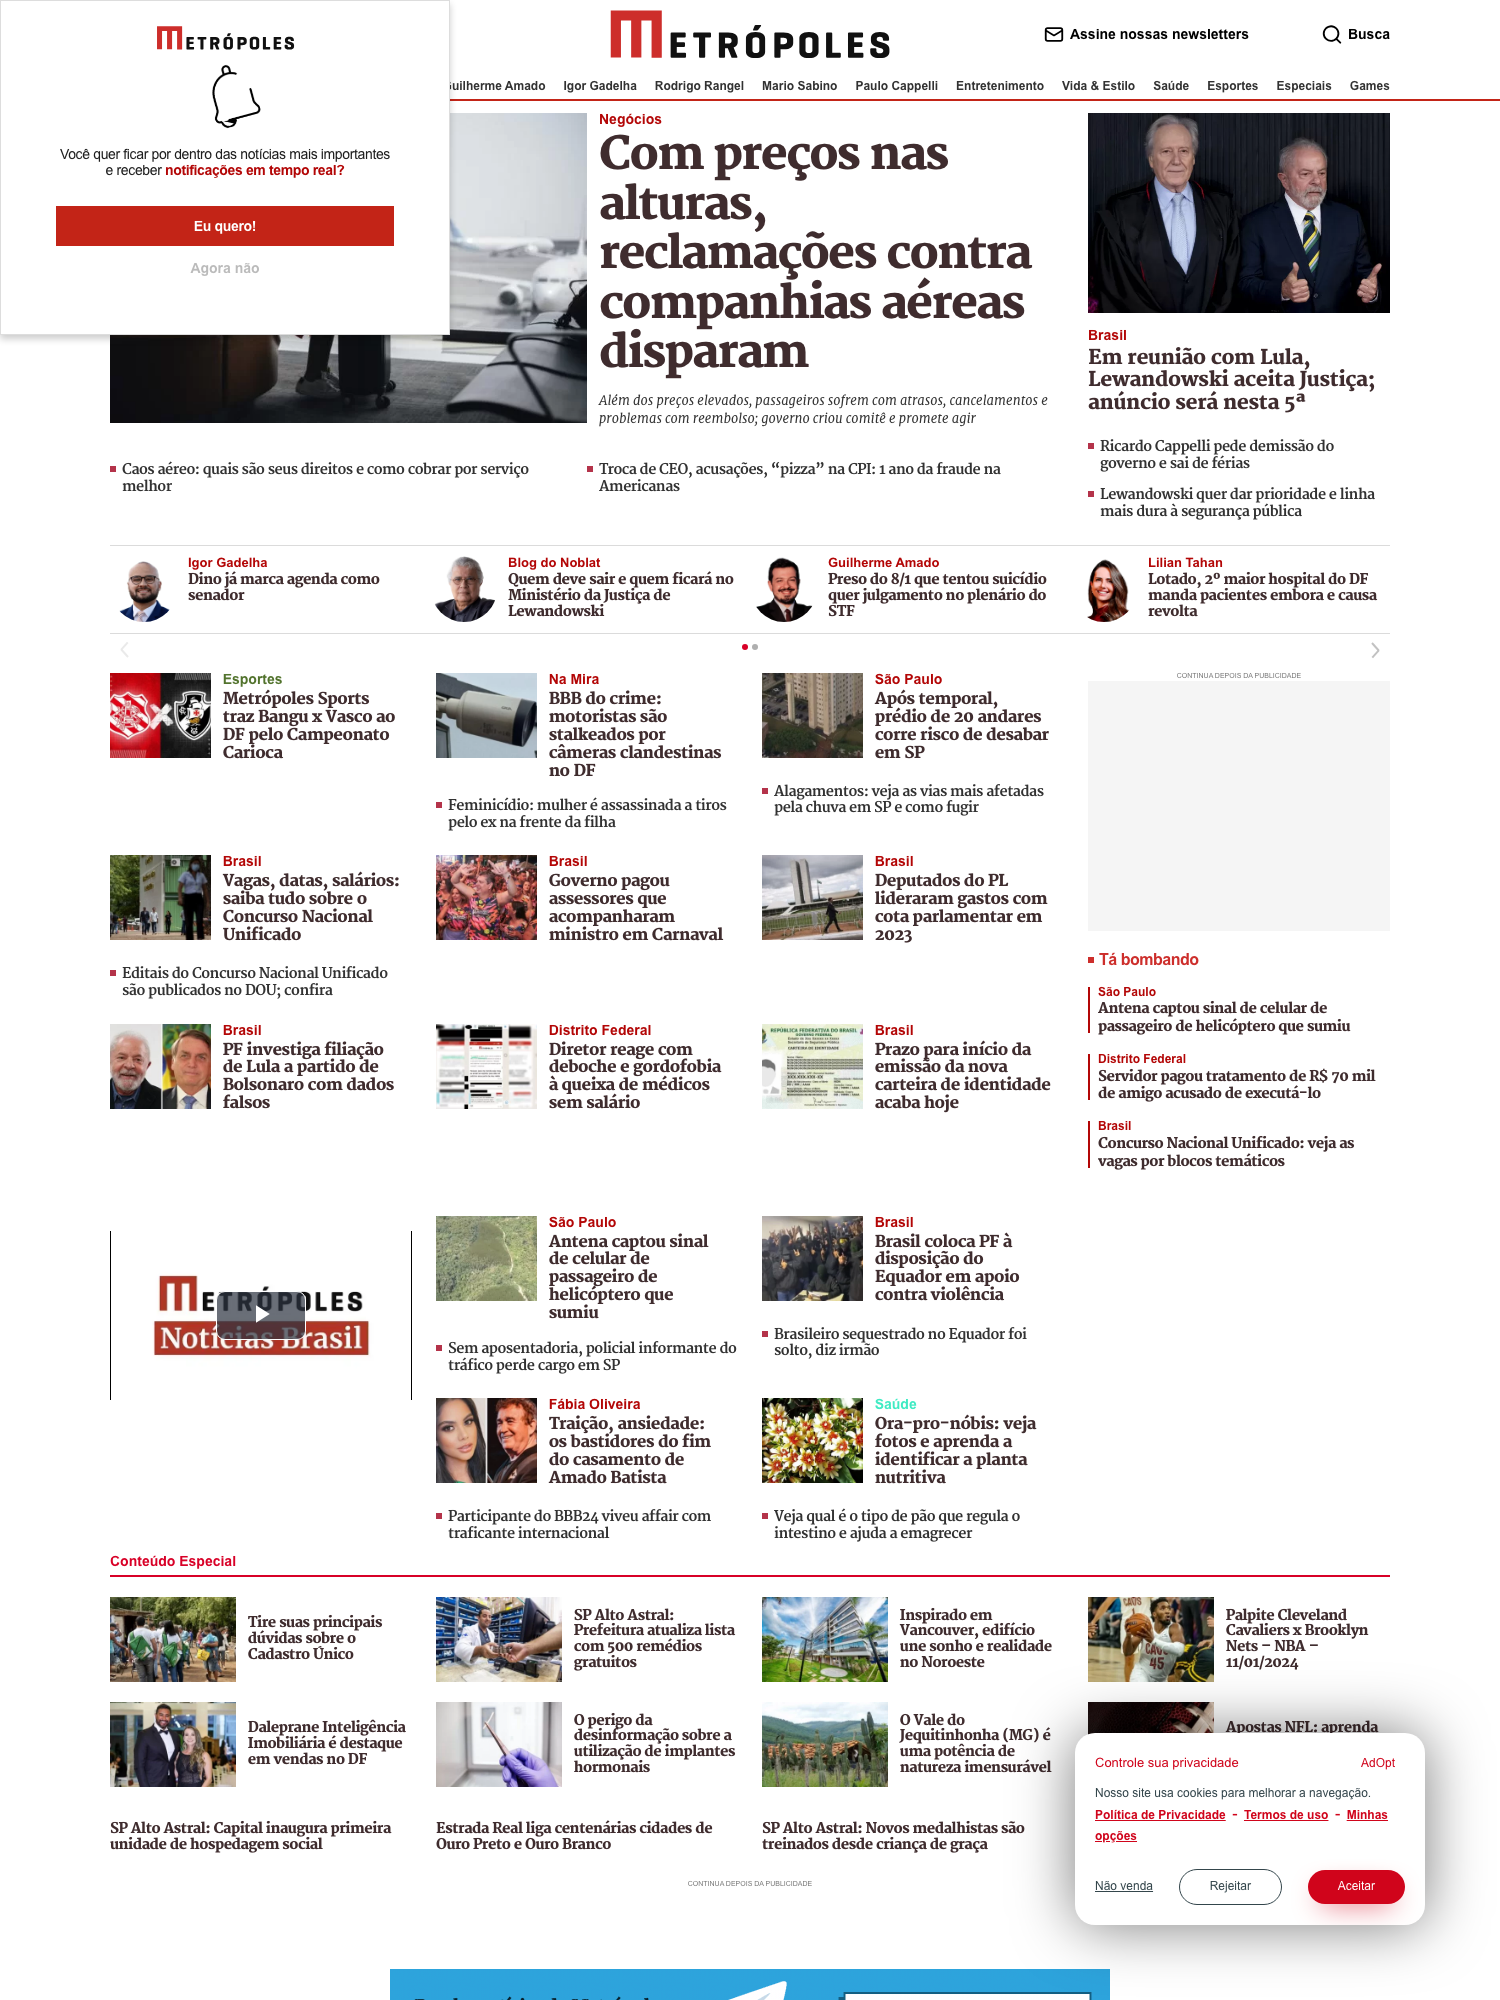 METRÓPOLES
Você quer ficar por dentro das notícias mais importantes
e receber notificações em tempo real?
Eu quero!
Agora não
METRÓPOLES
Assine nossas newsletters
Busca
Guilherme Amado Igor Gadelha Rodrigo Rangel Mario Sabino Paulo Cappelli Entretenimento Vida & Estilo Saúde Esportes Especiais Games
Negócios
Com preços nas
alturas,
reclamações contra
companhias aéreas
disparam
Além dos preços elevados, passageiros sofrem com atrasos, cancelamentos e
problemas com reembolso; governo criou comitê e promete agir
Caos aéreo: quais são seus direitos e como cobrar por serviço
melhor
Troca de CEO, acusações, “pizza” na CPI: 1 ano da fraude na
Americanas
Brasil
Em reunião com Lula,
Lewandowski aceita Justiça;
anúncio será nesta 5ª
Ricardo Cappelli pede demissão do
governo e sai de férias
Lewandowski quer dar prioridade e linha
mais dura à segurança pública
Igor Gadelha
Dino já marca agenda como
senador
Blog do Noblat
Quem deve sair e quem ficará no
Ministério da Justiça de
Lewandowski
Guilherme Amado
Preso do 8/1 que tentou suicídio
quer julgamento no plenário do
STF
Lilian Tahan
Lotado, 2º maior hospital do DF
manda pacientes embora e causa
revolta
Esportes
Metrópoles Sports
traz Bangu x Vasco ao
DF pelo Campeonato
Carioca
Na Mira
BBB do crime:
motoristas são
stalkeados por
câmeras clandestinas
no DF
Feminicídio: mulher é assassinada a tiros
pelo ex na frente da filha
São Paulo
Após temporal,
prédio de 20 andares
corre risco de desabar
em SP
Alagamentos: veja as vias mais afetadas
pela chuva em SP e como fugir
CONTINUA DEPOIS DA PUBLICIDADE
Brasil
Vagas, datas, salários:
saiba tudo sobre o
Concurso Nacional
Unificado
Editais do Concurso Nacional Unificado
são publicados no DOU; confira
Brasil
Governo pagou
assessores que
acompanharam
ministro em Carnaval
Brasil
Deputados do PL
lideraram gastos com
cota parlamentar em
2023
Tá bombando
São Paulo
Antena captou sinal de celular de
passageiro de helicóptero que sumiu
Distrito Federal
Servidor pagou tratamento de R$ 70 mil
de amigo acusado de executá-lo
Brasil
Concurso Nacional Unificado: veja as
vagas por blocos temáticos
Brasil
PF investiga filiação
de Lula a partido de
Bolsonaro com dados
falsos
Distrito Federal
Diretor reage com
deboche e gordofobia
à queixa de médicos
sem salário
REPÚBLICA FEDERATIVA DO BRASIL
CARTEIRA DE IDENTIDADE
Brasil
Prazo para início da
emissão da nova
carteira de identidade
acaba hoje
METRÓPOLES
Notícias Brasil
São Paulo
Antena captou sinal
de celular de
passageiro de
helicóptero que
sumiu
Sem aposentadoria, policial informante do
tráfico perde cargo em SP
Brasil
Brasil coloca PF à
disposição do
Equador em apoio
contra violência
Brasileiro sequestrado no Equador foi
solto, diz irmão
Fábia Oliveira
Traição, ansiedade:
os bastidores do fim
do casamento de
Amado Batista
Participante do BBB24 viveu affair com
traficante internacional
Saúde
Ora-pro-nóbis: veja
fotos e aprenda a
identificar a planta
nutritiva
Veja qual é o tipo de pão que regula o
intestino e ajuda a emagrecer
Conteúdo Especial
Tire suas principais
dúvidas sobre o
Cadastro Único
SP Alto Astral:
Prefeitura atualiza lista
com 500 remédios
gratuitos
Inspirado em
Vancouver, edifício
une sonho e realidade
no Noroeste
CAVS
45
Palpite Cleveland
Cavaliers x Brooklyn
Nets – NBA –
11/01/2024
Daleprane Inteligência
Imobiliária é destaque
em vendas no DF
O perigo da
desinformação sobre a
utilização de implantes
hormonais
O Vale do
Jequitinhonha (MG) é
uma potência de
natureza imensurável
Apostas NFL: aprenda
SP Alto Astral: Capital inaugura primeira
unidade de hospedagem social
Estrada Real liga centenárias cidades de
Ouro Preto e Ouro Branco
SP Alto Astral: Novos medalhistas são
treinados desde criança de graça
Controle sua privacidade
AdOpt
Nosso site usa cookies para melhorar a navegação.
Política de Privacidade - Termos de uso - Minhas
opções
Não venda
Rejeitar
Aceitar
CONTINUA DEPOIS DA PUBLICIDADE